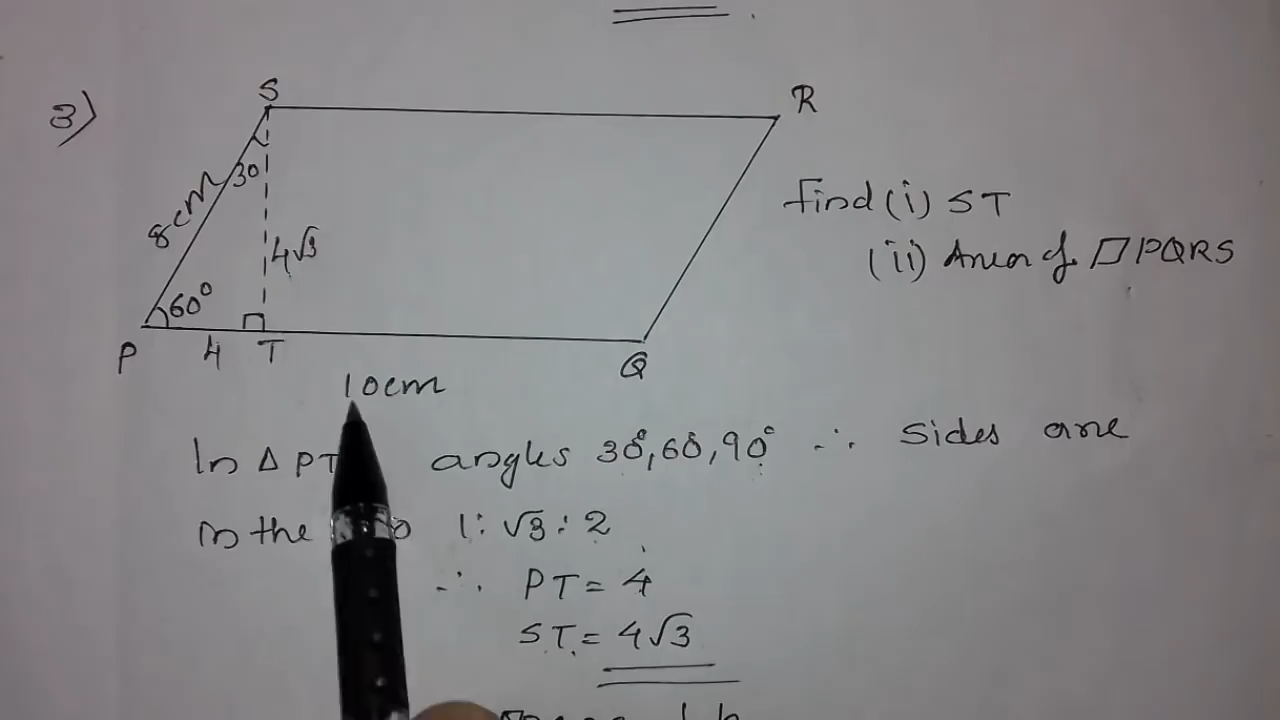 3)
S
R
8cm
30
4√3
60°
P
4
T
Q
10cm
find (i) ST
(ii) Area of ▱ PQRS
In Δ PT angles 30°, 60°, 90° ∴ sides are
in the 1 : √3 : 2
∴ PT = 4
ST = 4√3